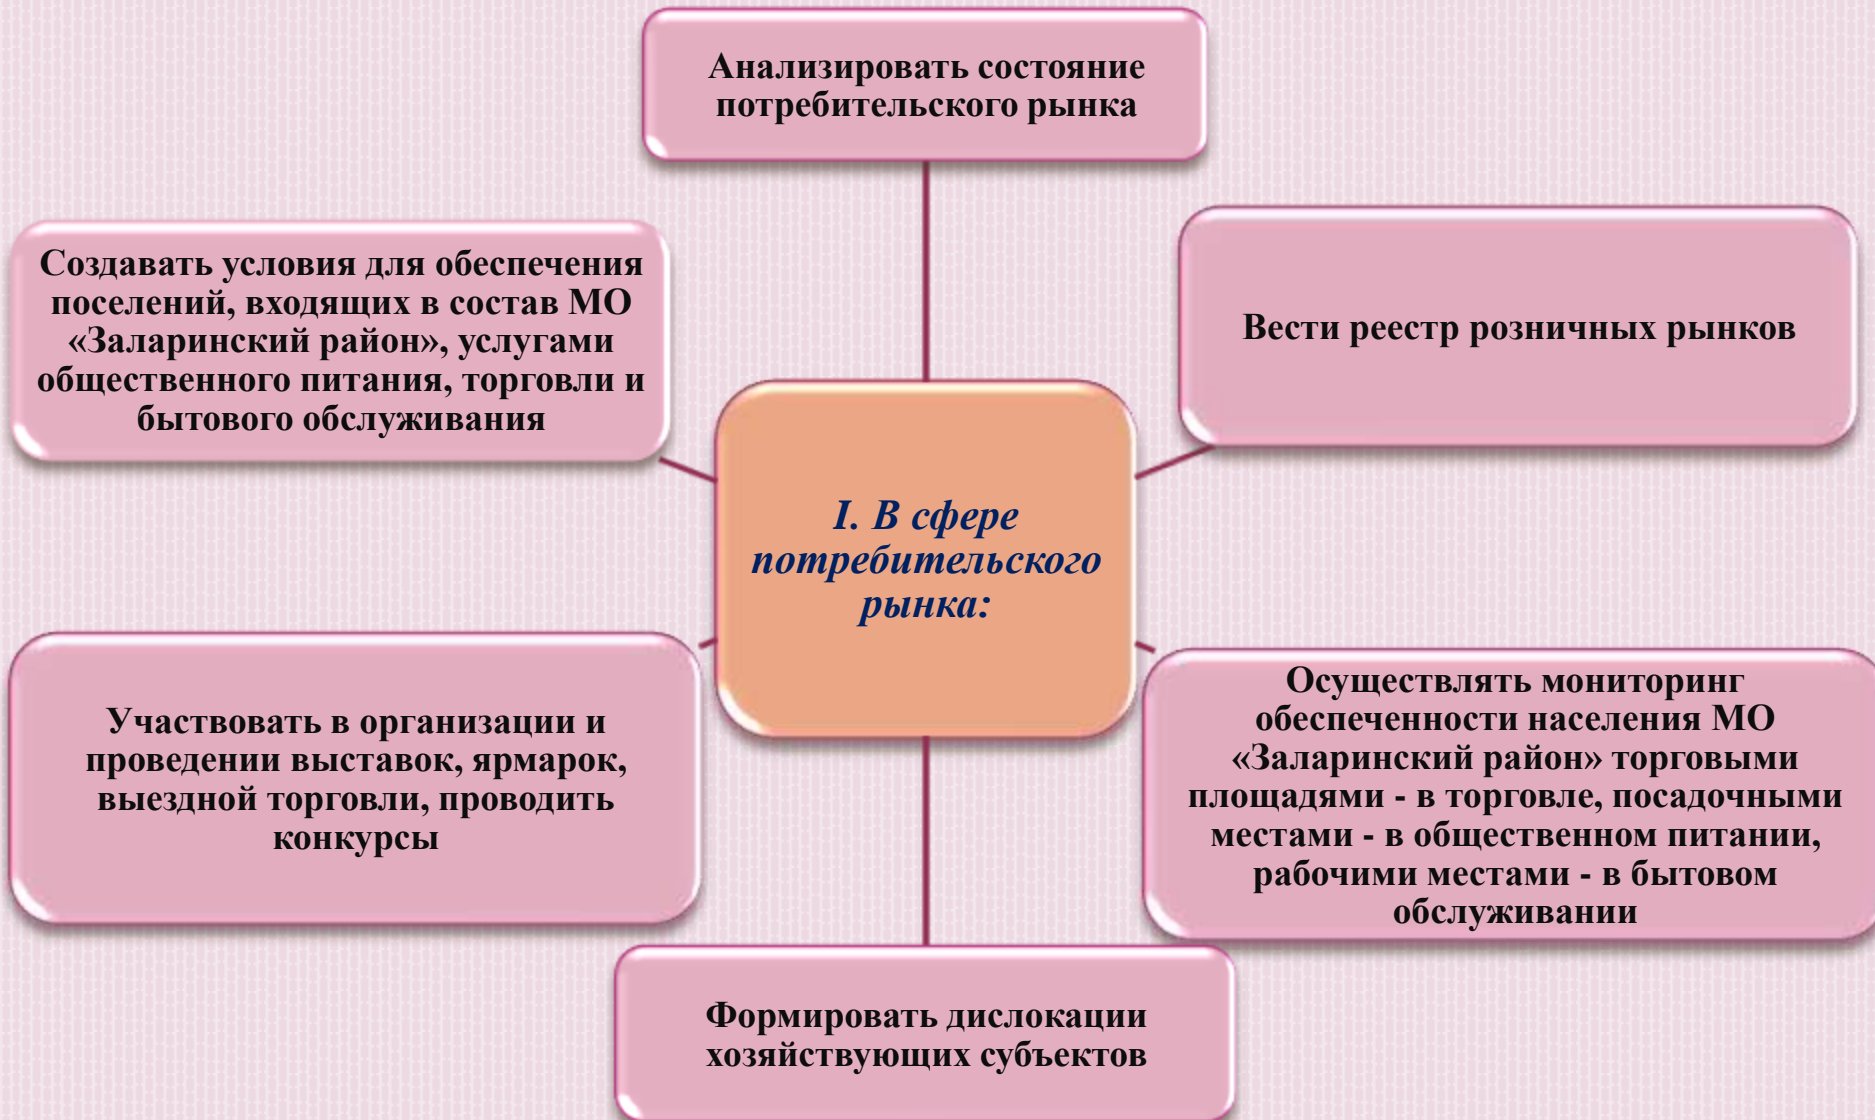 Анализировать состояние
потребительского рынка
Создавать условия для обеспечения
поселений, входящих в состав МО
«Заларинский район», услугами
общественного питания, торговли и
бытового обслуживания
Вести реестр розничных рынков
I. В сфере
потребительского
рынка:
Участвовать в организации и
проведении выставок, ярмарок,
выездной торговли, проводить
конкурсы
Осуществлять мониторинг
обеспеченности населения МО
«Заларинский район» торговыми
площадями - в торговле, посадочными
местами - в общественном питании,
рабочими местами - в бытовом
обслуживании
Формировать дислокации
хозяйствующих субъектов